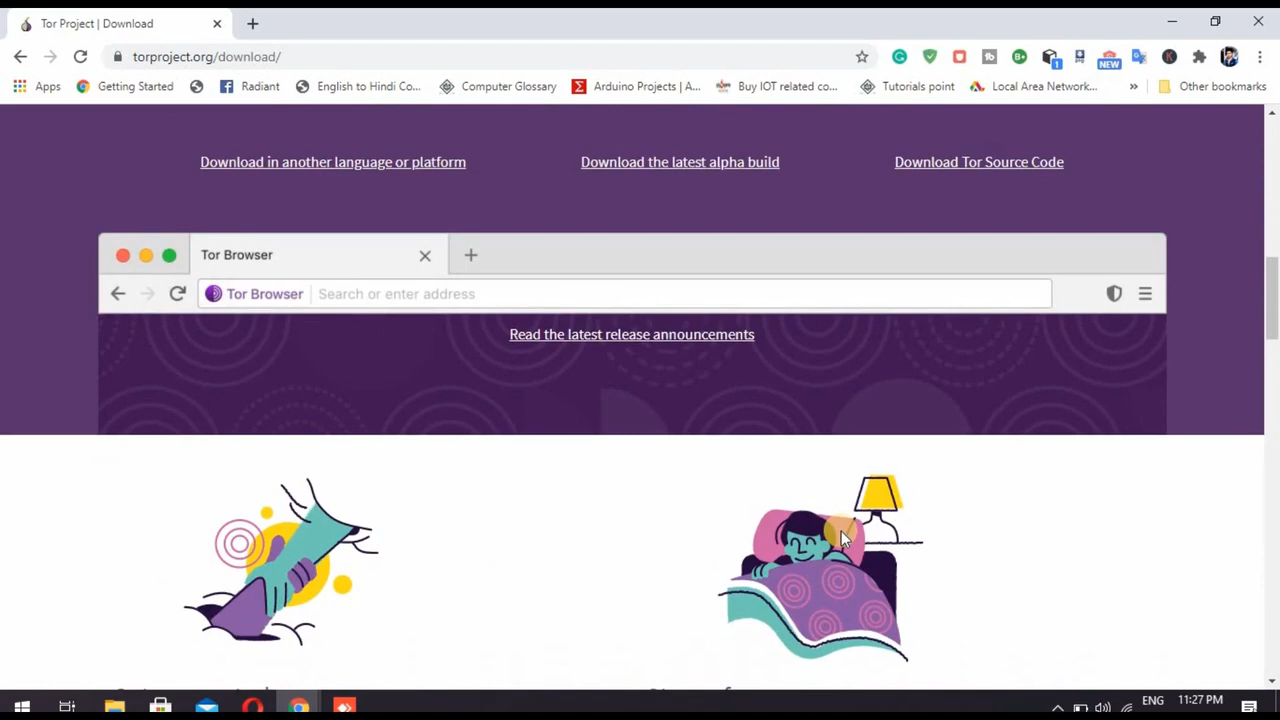 Tor Project | Download
torproject.org/download/
NEW
1
Apps
Getting Started
Radiant
English to Hindi Co...
Computer Glossary
Arduino Projects | A...
Buy IOT related co...
Tutorials point
Local Area Network...
»
Other bookmarks
Download in another language or platform
Download the latest alpha build
Download Tor Source Code
Tor Browser
Tor Browser
Search or enter address
Read the latest release announcements
ENG
11:27 PM